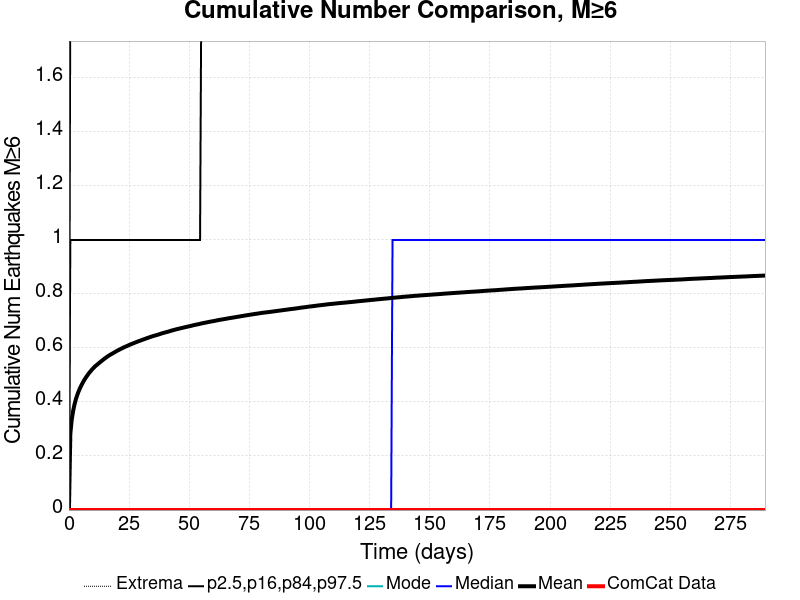 Cumulative Number Comparison, M≥6
Cumulative Num Earthquakes M≥6
1.6
1.4
1.2
1
0.8
0.6
0.4
0.2
0
0 25 50 75 100 125 150 175 200 225 250 275
Time (days)
Extrema p2.5,p16,p84,p97.5 Mode Median Mean ComCat Data